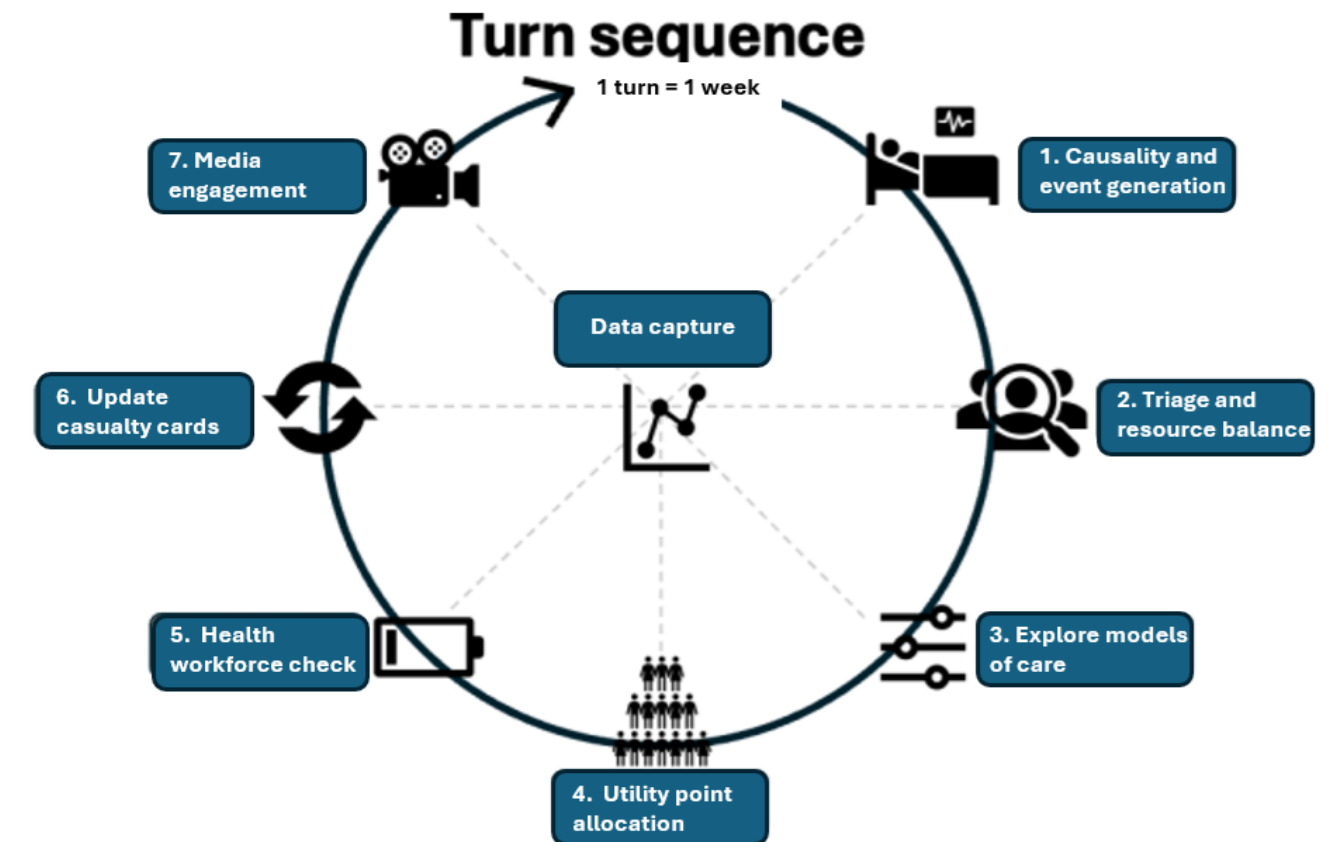 Turn sequence
1 turn = 1 week
1. Causality and
event generation
2. Triage and
resource balance
3. Explore models
of care
4. Utility point
allocation
5. Health
workforce check
6. Update
casualty cards
7. Media
engagement
Data capture